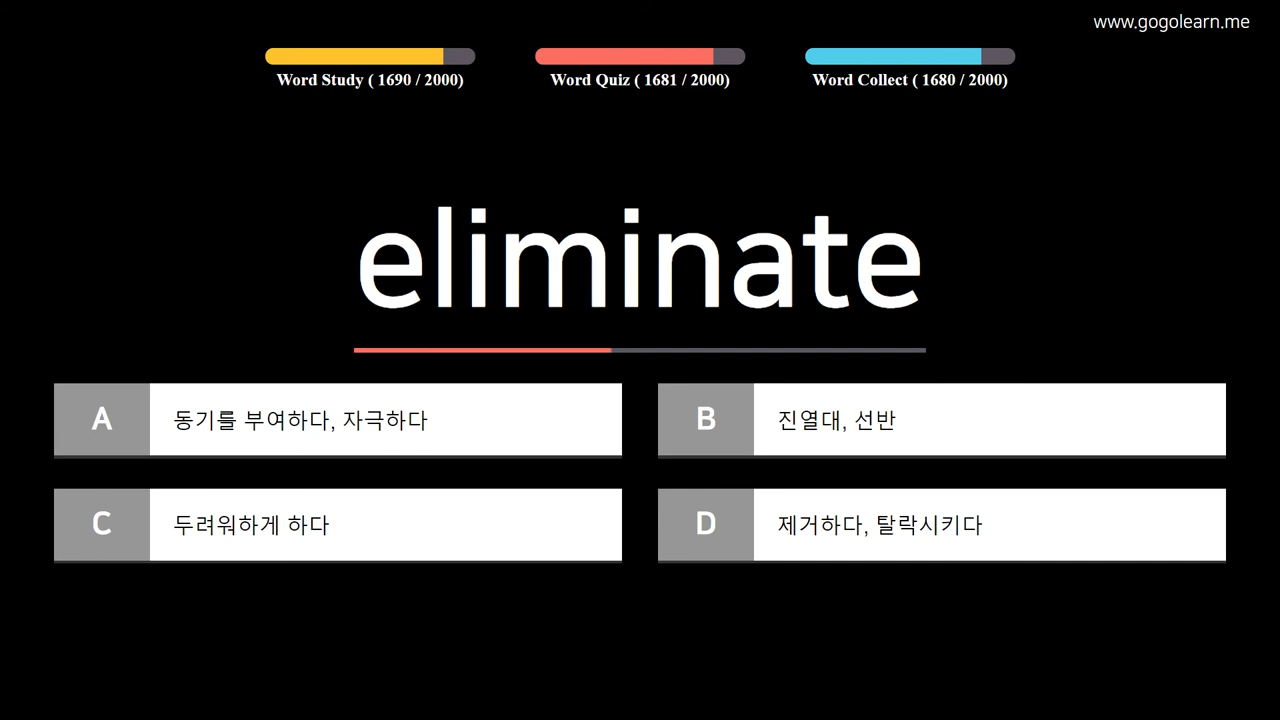 www.gogolearn.me
Word Study ( 1690 / 2000)
Word Quiz ( 1681 / 2000)
Word Collect ( 1680 / 2000)
eliminate
A 동기를 부여하다, 자극하다
B 진열대, 선반
C 두려워하게 하다
D 제거하다, 탈락시키다